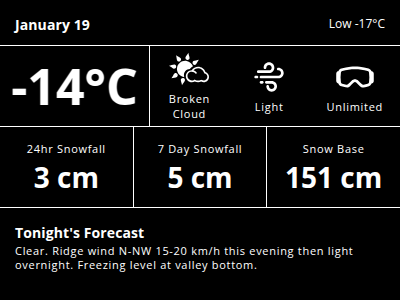 January 19
Low -17°C
-14°C
Broken
Cloud
Light
Unlimited
24hr Snowfall
7 Day Snowfall
Snow Base
3 cm
5 cm
151 cm
Tonight's Forecast
Clear. Ridge wind N-NW 15-20 km/h this evening then light
overnight. Freezing level at valley bottom.